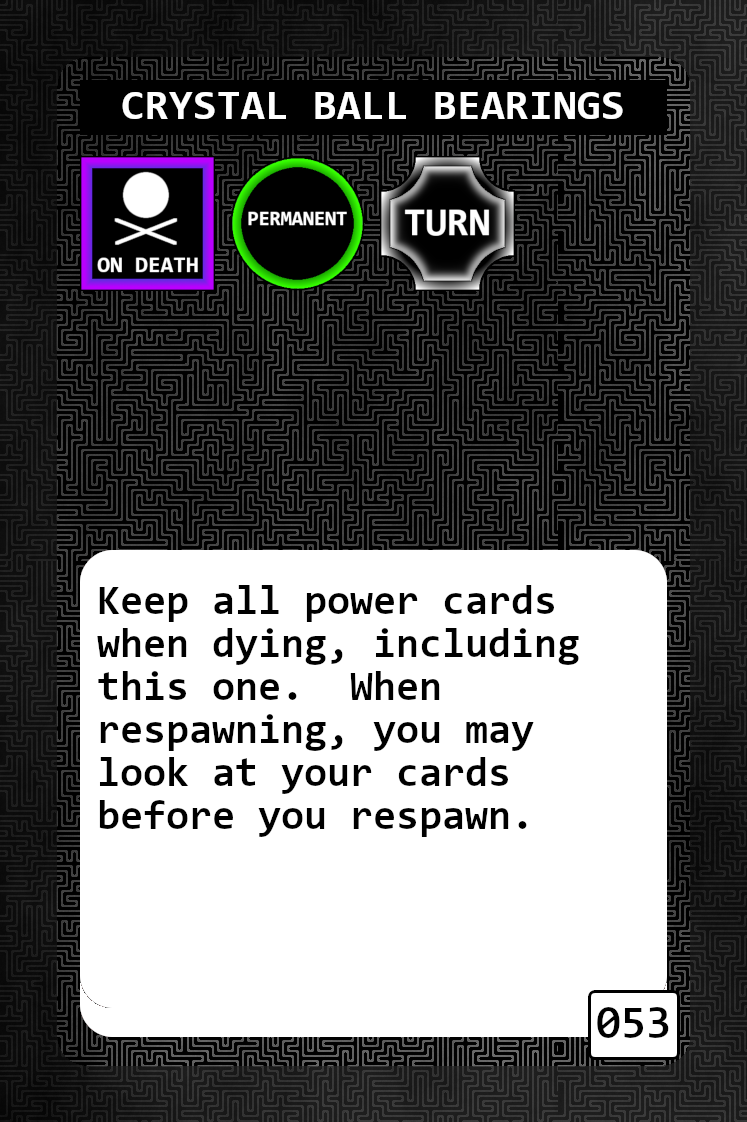 CRYSTAL BALL BEARINGS
ON DEATH
PERMANENT
TURN
Keep all power cards
when dying, including
this one.  When
respawning, you may
look at your cards
before you respawn.
053